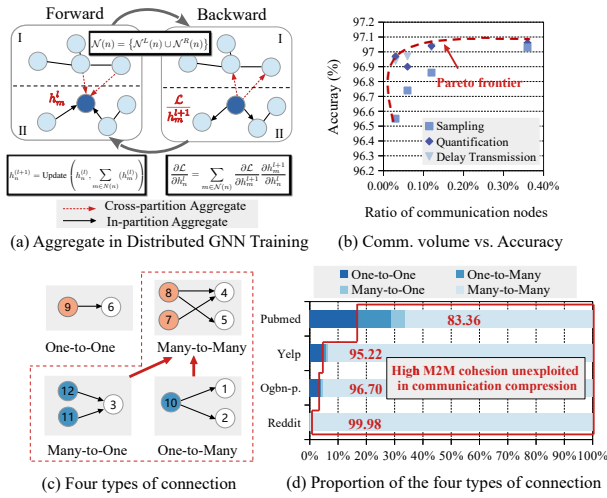 Forward
Backward
I
I
𝒩(n) = {𝒩^L(n) ∪ 𝒩^R(n)}
h_m^l
ℒ / h_m^{l+1}
II
II
h_n^{(l+1)} = Update ( h_n^{(l)}, ∑_{m∈N(n)} (h_m^{(l)}) )
∂ℒ/∂h_n^l = ∑_{m∈𝒩(n)} ∂ℒ/∂h_m^{l+1} ∂h_m^{l+1}/∂h_n^l
Cross-partition Aggregate
In-partition Aggregate
(a) Aggregate in Distributed GNN Training
97.2
97.1
97
96.9
96.8
96.7
96.6
96.5
96.4
96.3
96.2
Accuray (%)
Pareto frontier
Sampling
Quantification
Delay Transmission
0.00% 0.10% 0.20% 0.30% 0.40%
Ratio of communication nodes
(b) Comm. volume vs. Accuracy
9 6
One-to-One
8 4
7 5
Many-to-Many
12
11
3
Many-to-One
10
1
2
One-to-Many
(c) Four types of connection
One-to-One One-to-Many
Many-to-One Many-to-Many
Pubmed 83.36
Yelp 95.22
Ogbn-p. 96.70
Reddit 99.98
High M2M cohesion unexploited
in communication compression
0% 10% 20% 30% 40% 50% 60% 70% 80% 90% 100%
(d) Proportion of the four types of connection